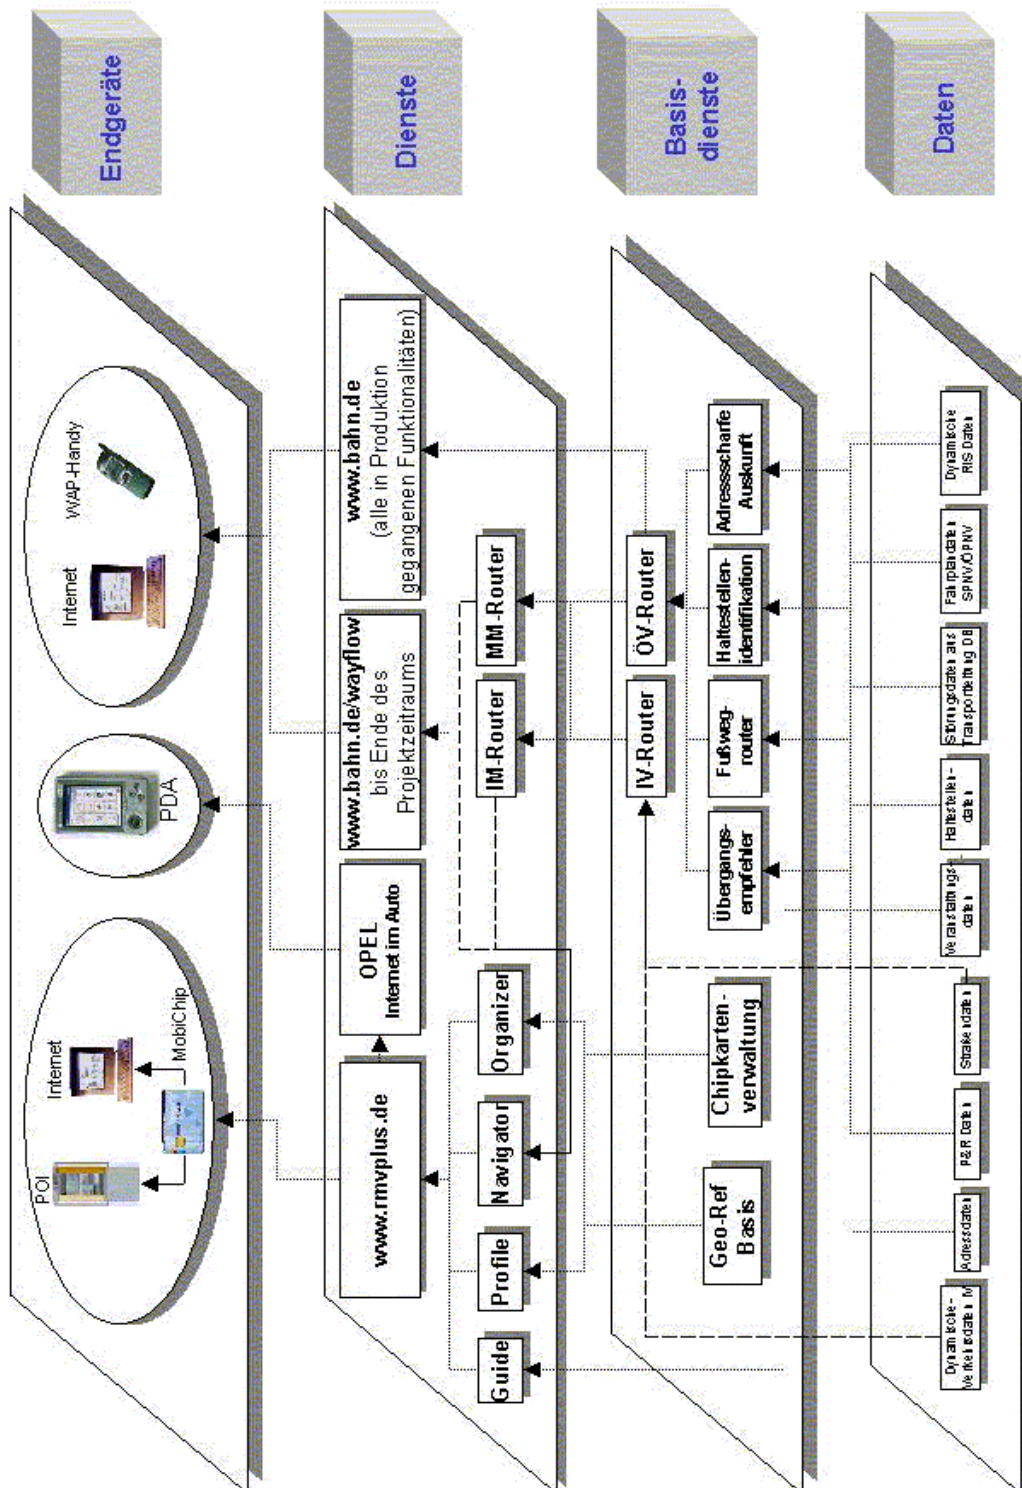 Endgeräte
Dienste
Basis-
dienste
Daten
WAP-Handy
Internet
PDA
Internet
MobiChip
POI
www.bahn.de
(alle in Produktion
gegangenen Funktionalitäten)
www.bahn.de/wayflow
bis Ende des
Projektzeitraums
OPEL
Internet im Auto
www.rmvplus.de
MM-Router
IM-Router
Organizer
Navigator
Profile
Guide
ÖV-Router
IV-Router
Adressscharfe
Auskunft
Haltestellen-
identifikation
Fußweg-
router
Übergangs-
empfehler
Chipkarten-
verwaltung
Geo-Ref
Basis
Dynamische
RIS Daten
Fahrplandaten
SPNV/ÖPNV
Störungsdaten aus
Transportleitung DB
Haltestellen-
daten
Veranstaltungs-
daten
Straßendaten
P&R Daten
Adressdaten
Dynamische-
Verkehrsdaten IV